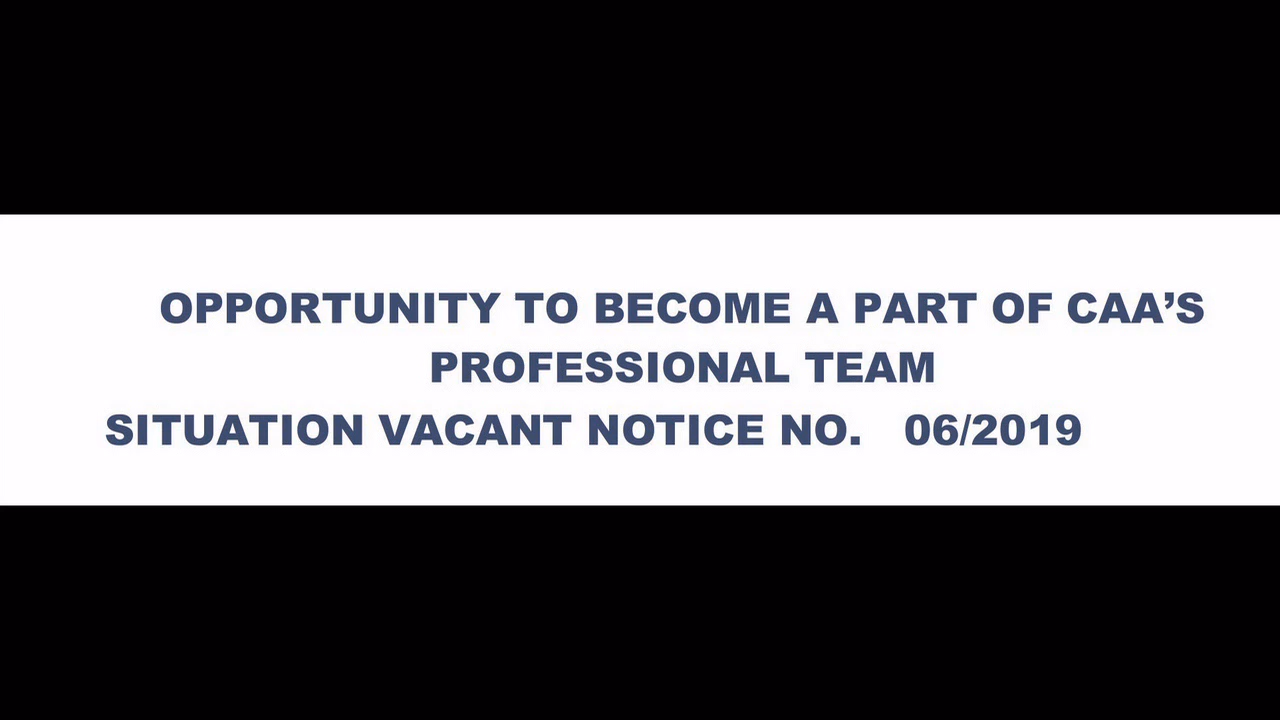 OPPORTUNITY TO BECOME A PART OF CAA’S
PROFESSIONAL TEAM
SITUATION VACANT NOTICE NO. 06/2019